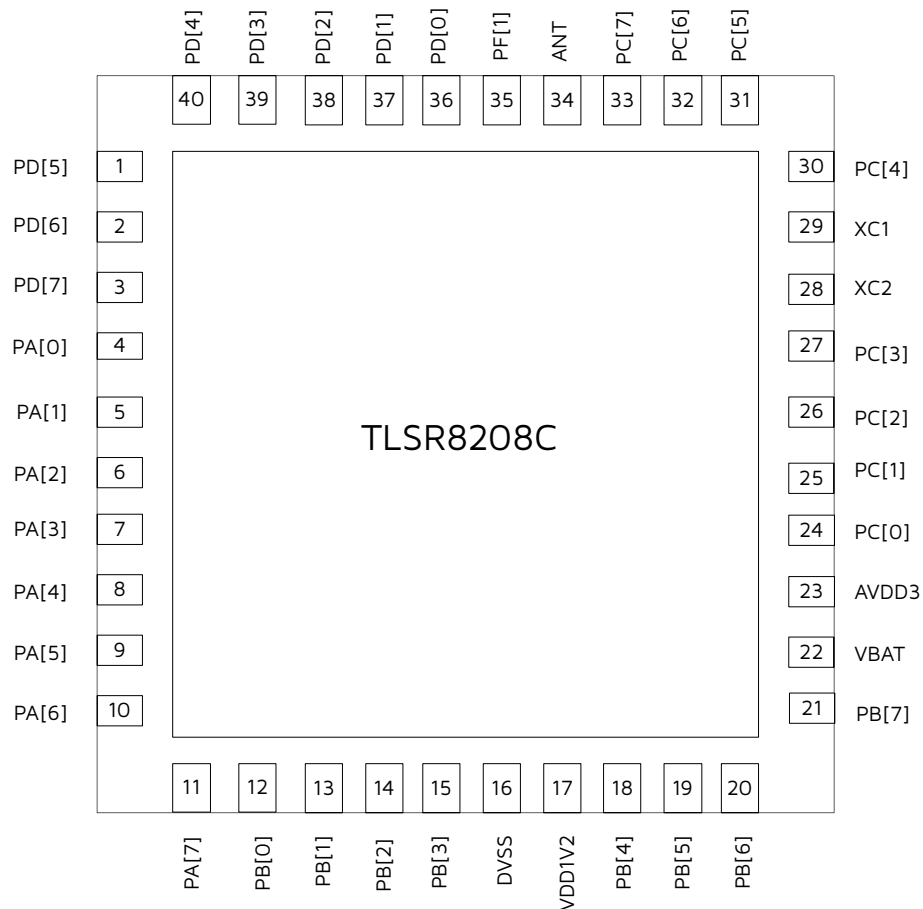 PD[4] PD[3] PD[2] PD[1] PD[0] PF[1] ANT PC[7] PC[6] PC[5]
40 39 38 37 36 35 34 33 32 31
PD[5] 1 30 PC[4]
PD[6] 2 29 XC1
PD[7] 3 28 XC2
PA[0] 4 27 PC[3]
PA[1] 5 26 PC[2]
TLSR8208C
PA[2] 6 25 PC[1]
PA[3] 7 24 PC[0]
PA[4] 8 23 AVDD3
PA[5] 9 22 VBAT
PA[6] 10 21 PB[7]
11 12 13 14 15 16 17 18 19 20
PA[7] PB[0] PB[1] PB[2] PB[3] DVSS VDD1V2 PB[4] PB[5] PB[6]